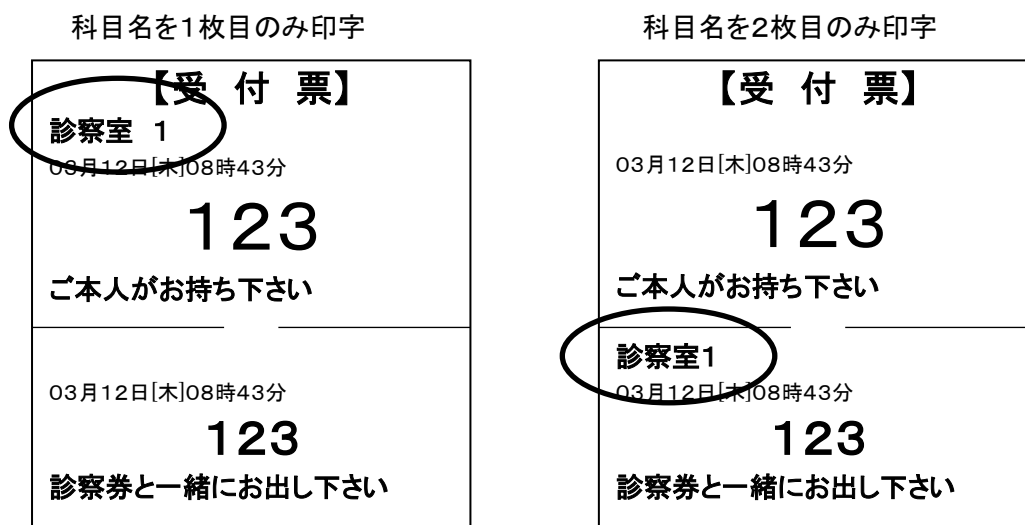 科目名を1枚目のみ印字
【受 付 票】
診察室 1
03月12日[木]08時43分
123
ご本人がお持ち下さい
03月12日[木]08時43分
123
診察券と一緒にお出し下さい
科目名を2枚目のみ印字
【受 付 票】
03月12日[木]08時43分
123
ご本人がお持ち下さい
診察室1
03月12日[木]08時43分
123
診察券と一緒にお出し下さい